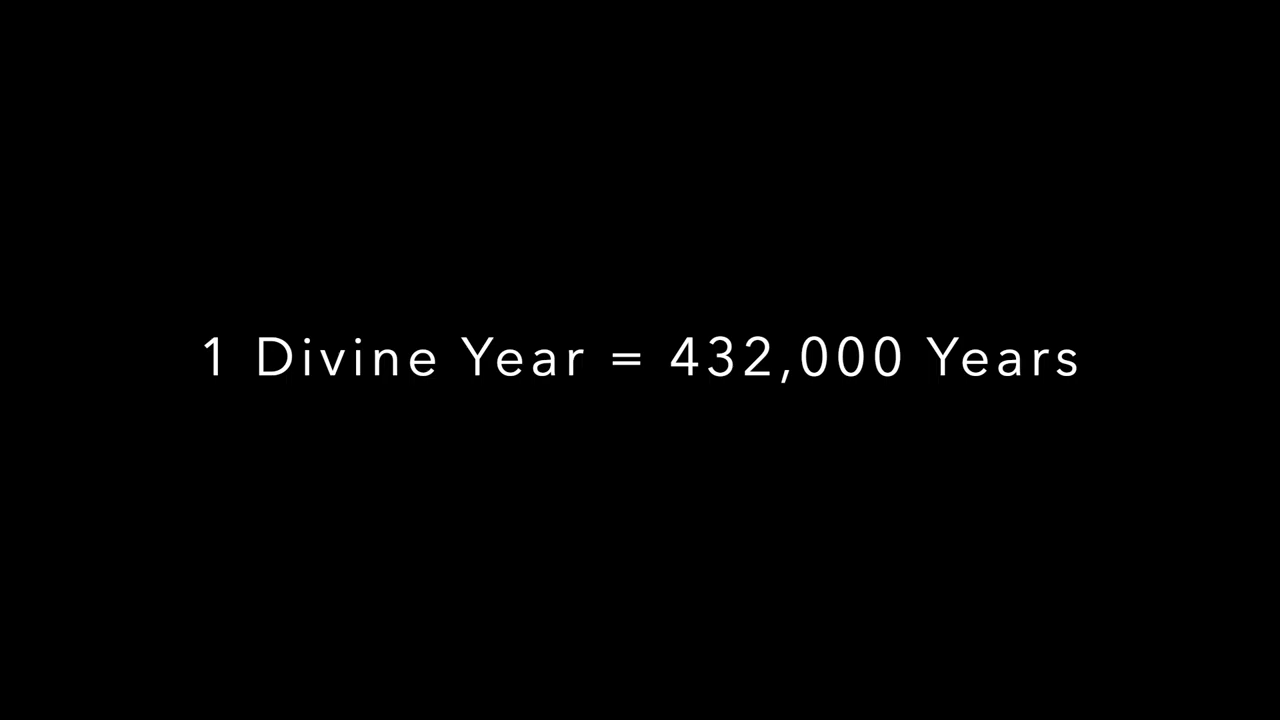 1 Divine Year = 432,000 Years